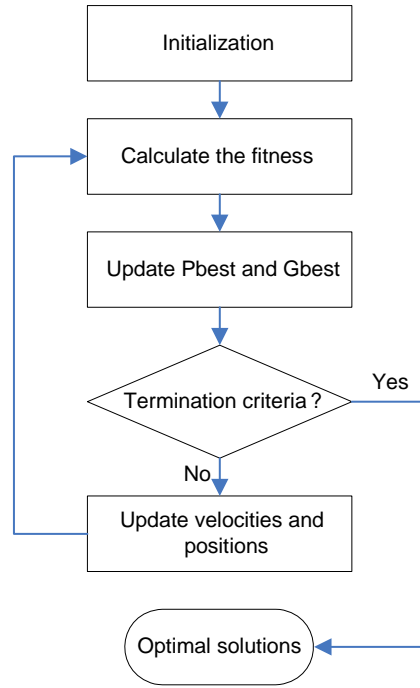 Initialization
Calculate the fitness
Update Pbest and Gbest
Termination criteria?
Yes
No
Update velocities and
positions
Optimal solutions